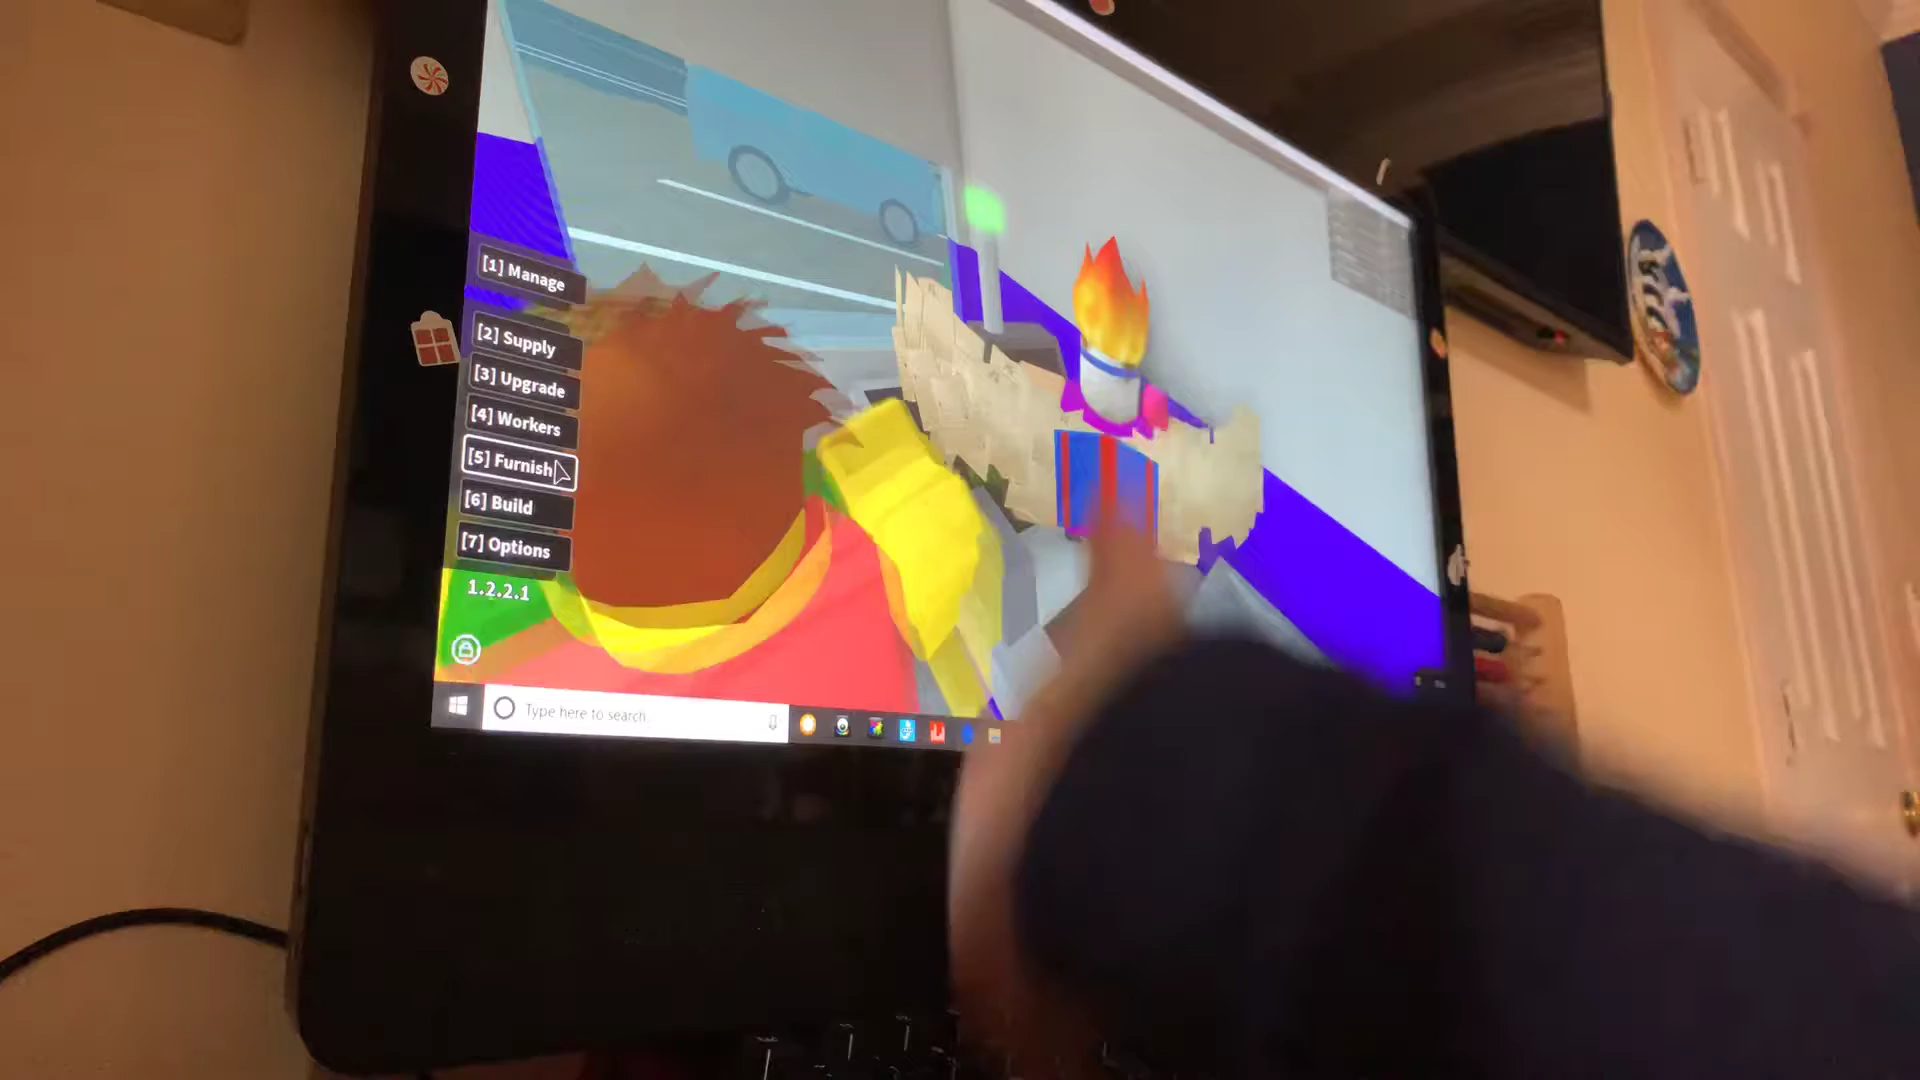 [1] Manage
[2] Supply
[3] Upgrade
[4] Workers
[5] Furnish
[6] Build
[7] Options
1.2.2.1
Type here to search